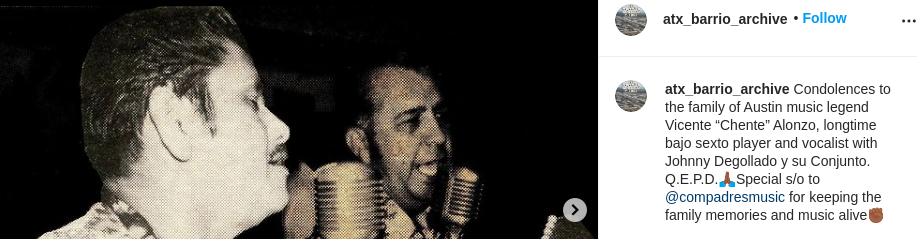 atx_barrio_archive • Follow
atx_barrio_archive Condolences to
the family of Austin music legend
Vicente “Chente” Alonzo, longtime
bajo sexto player and vocalist with
Johnny Degollado y su Conjunto.
Q.E.P.D.🙏🏾Special s/o to
@compadresmusic for keeping the
family memories and music alive✊🏾